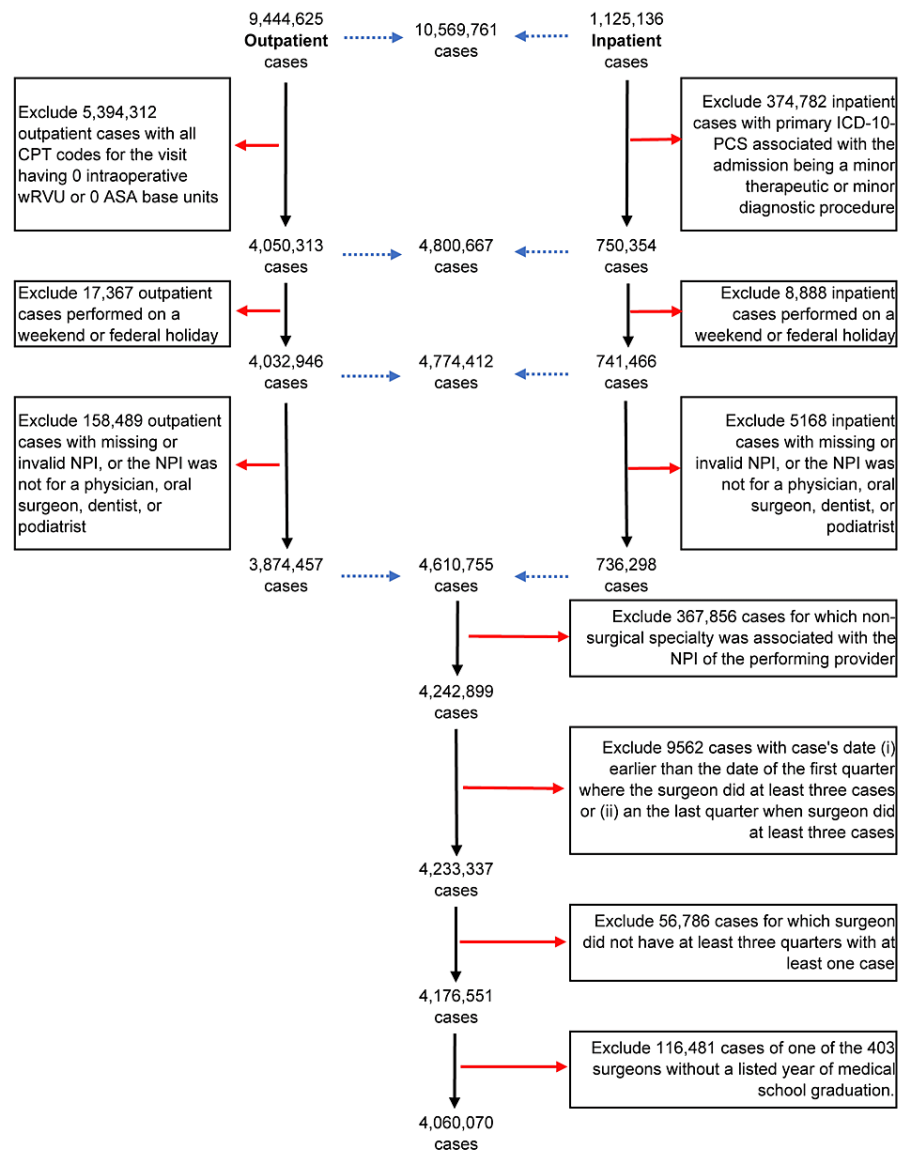 9,444,625
Outpatient
cases
10,569,761
cases
1,125,136
Inpatient
cases
Exclude 5,394,312
outpatient cases with all
CPT codes for the visit
having 0 intraoperative
wRVU or 0 ASA base units
Exclude 374,782 inpatient
cases with primary ICD-10-
PCS associated with the
admission being a minor
therapeutic or minor
diagnostic procedure
4,050,313
cases
4,800,667
cases
750,354
cases
Exclude 17,367 outpatient
cases performed on a
weekend or federal holiday
Exclude 8,888 inpatient
cases performed on a
weekend or federal holiday
4,032,946
cases
4,774,412
cases
741,466
cases
Exclude 158,489 outpatient
cases with missing or
invalid NPI, or the NPI was
not for a physician, oral
surgeon, dentist, or
podiatrist
Exclude 5168 inpatient
cases with missing or
invalid NPI, or the NPI was
not for a physician, oral
surgeon, dentist, or
podiatrist
3,874,457
cases
4,610,755
cases
736,298
cases
Exclude 367,856 cases for which non-
surgical specialty was associated with the
NPI of the performing provider
4,242,899
cases
Exclude 9562 cases with case's date (i)
earlier than the date of the first quarter
where the surgeon did at least three cases
or (ii) an the last quarter when surgeon did
at least three cases
4,233,337
cases
Exclude 56,786 cases for which surgeon
did not have at least three quarters with at
least one case
4,176,551
cases
Exclude 116,481 cases of one of the 403
surgeons without a listed year of medical
school graduation.
4,060,070
cases